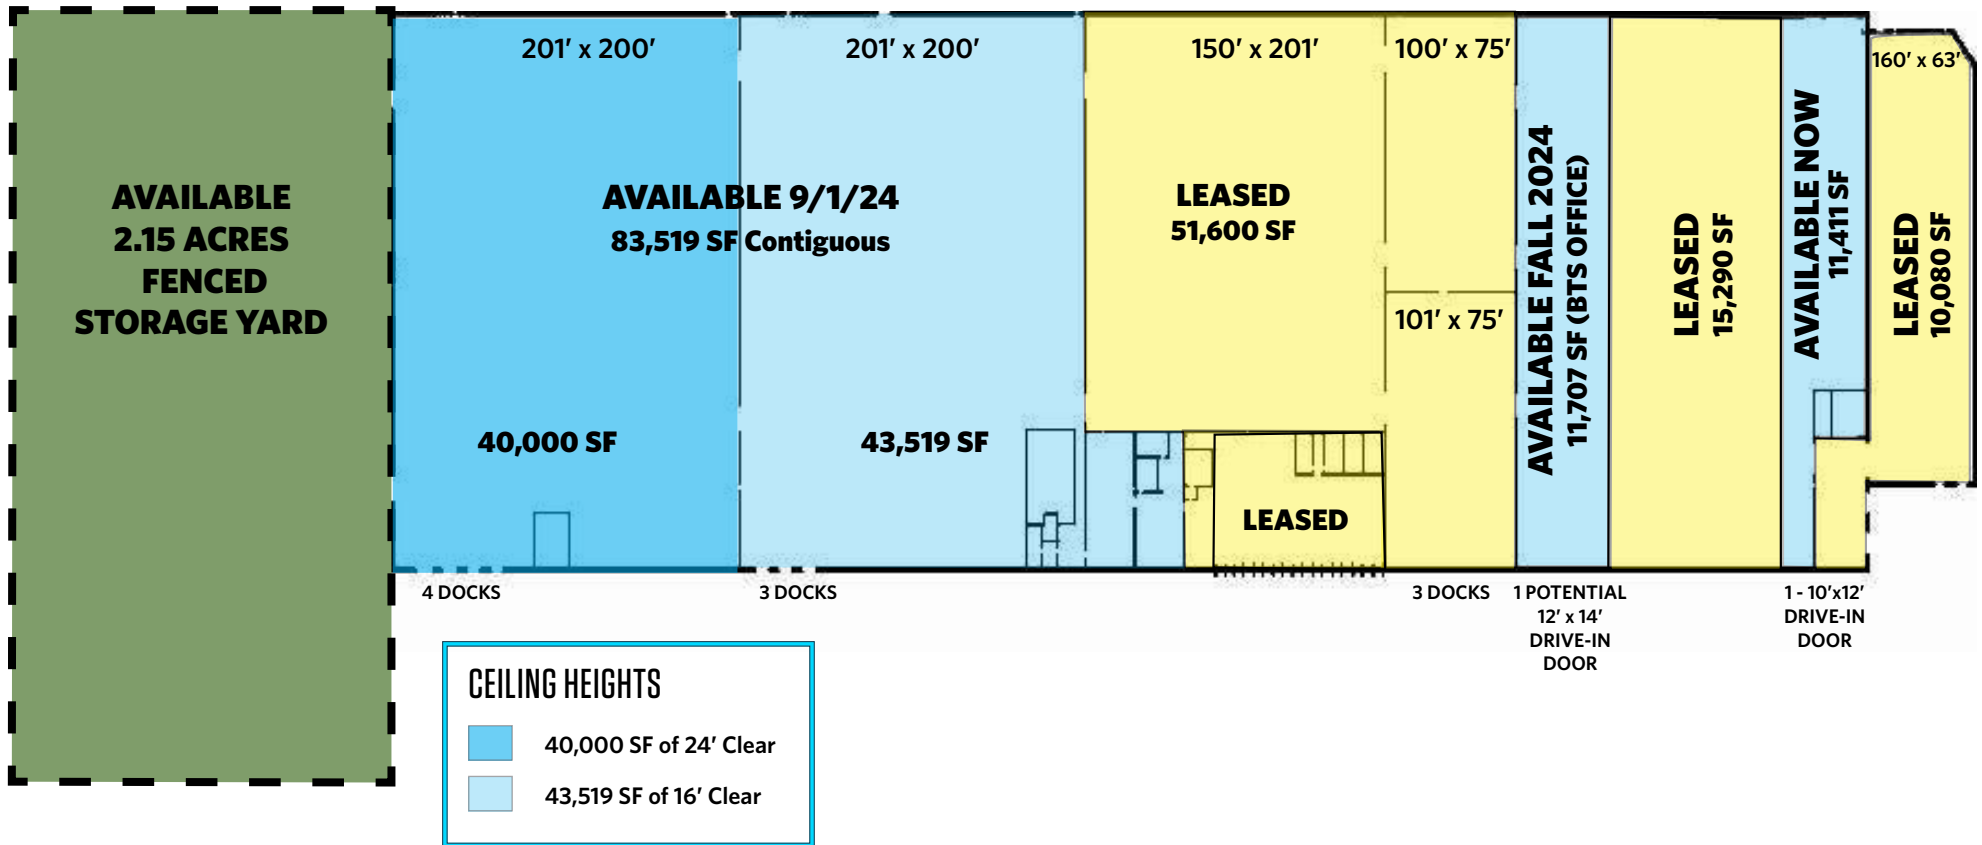 AVAILABLE
2.15 ACRES
FENCED
STORAGE YARD
201′ x 200′
201′ x 200′
AVAILABLE 9/1/24
83,519 SF Contiguous
40,000 SF
43,519 SF
150′ x 201′
LEASED
51,600 SF
LEASED
100′ x 75′
101′ x 75′
AVAILABLE FALL 2024
11,707 SF (BTS OFFICE)
LEASED
15,290 SF
AVAILABLE NOW
11,411 SF
160′ x 63′
LEASED
10,080 SF
4 DOCKS
3 DOCKS
3 DOCKS
1 POTENTIAL
12′ x 14′
DRIVE-IN
DOOR
1 - 10′x12′
DRIVE-IN
DOOR
CEILING HEIGHTS
40,000 SF of 24′ Clear
43,519 SF of 16′ Clear